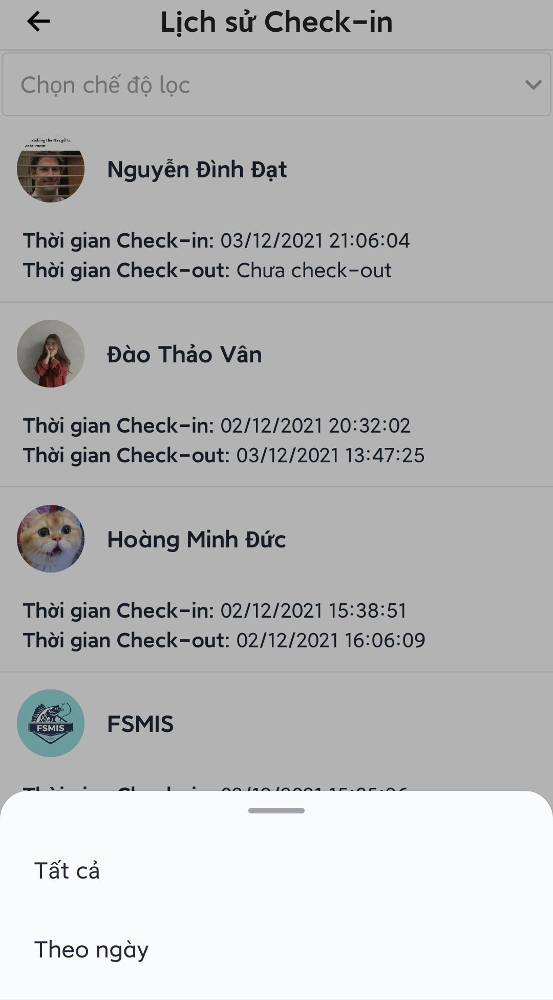 Lịch sử Check-in
Chọn chế độ lọc
atching the Nazgûl
otel room:
Nguyễn Đình Đạt
Thời gian Check-in: 03/12/2021 21:06:04
Thời gian Check-out: Chưa check-out
Đào Thảo Vân
Thời gian Check-in: 02/12/2021 20:32:02
Thời gian Check-out: 03/12/2021 13:47:25
Hoàng Minh Đức
Thời gian Check-in: 02/12/2021 15:38:51
Thời gian Check-out: 02/12/2021 16:06:09
FSMIS
FSMIS
Tất cả
Theo ngày